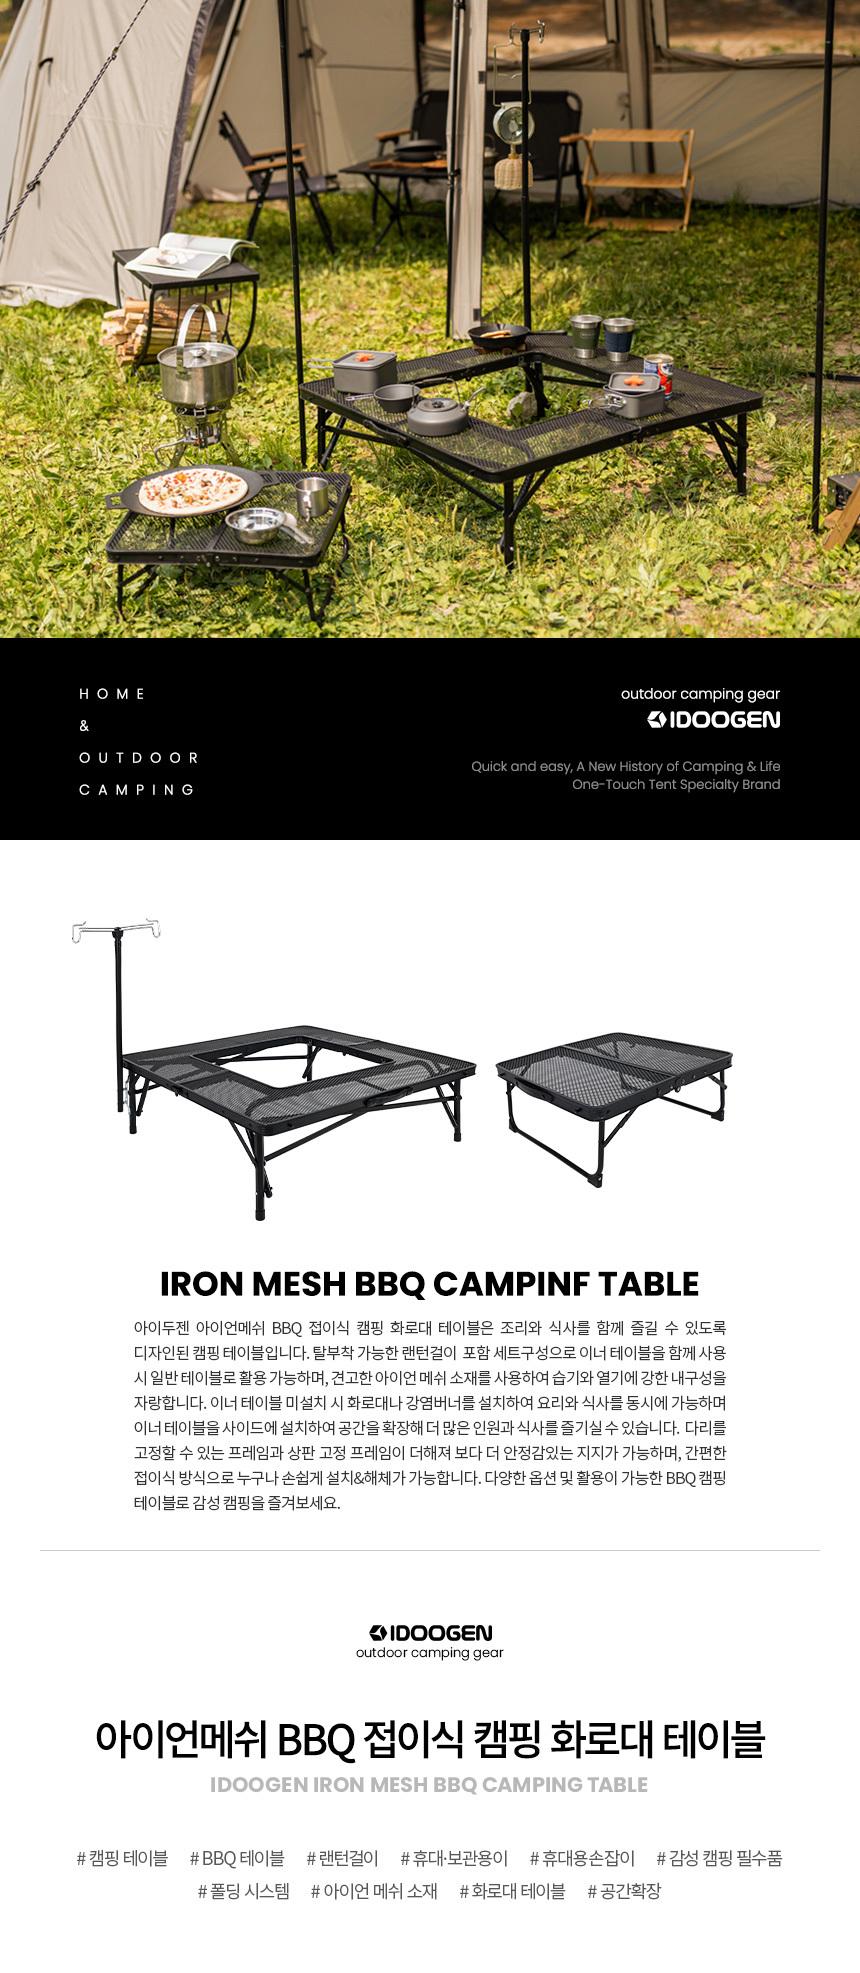 HOME
&
OUTDOOR
CAMPING
outdoor camping gear
IDOOGEN
Quick and easy, A New History of Camping & Life
One-Touch Tent Specialty Brand
IRON MESH BBQ CAMPINF TABLE
아이두젠 아이언메쉬 BBQ 접이식 캠핑 화로대 테이블은 조리와 식사를 함께 즐길 수 있도록
디자인된 캠핑 테이블입니다. 탈부착 가능한 랜턴걸이 포함 세트구성으로 이너 테이블을 함께 사용
시 일반 테이블로 활용 가능하며, 견고한 아이언 메쉬 소재를 사용하여 습기와 열기에 강한 내구성을
자랑합니다. 이너 테이블 미설치 시 화로대나 강염버너를 설치하여 요리와 식사를 동시에 가능하며
이너 테이블을 사이드에 설치하여 공간을 확장해 더 많은 인원과 식사를 즐기실 수 있습니다. 다리를
고정할 수 있는 프레임과 상판 고정 프레임이 더해져 보다 더 안정감있는 지지가 가능하며, 간편한
접이식 방식으로 누구나 손쉽게 설치&해체가 가능합니다. 다양한 옵션 및 활용이 가능한 BBQ 캠핑
테이블로 감성 캠핑을 즐겨보세요.
IDOOGEN
outdoor camping gear
아이언메쉬 BBQ 접이식 캠핑 화로대 테이블
IDOOGEN IRON MESH BBQ CAMPING TABLE
# 캠핑 테이블 # BBQ 테이블 # 랜턴걸이 # 휴대·보관용이 # 휴대용손잡이 # 감성 캠핑 필수품
# 폴딩 시스템 # 아이언 메쉬 소재 # 화로대 테이블 # 공간확장